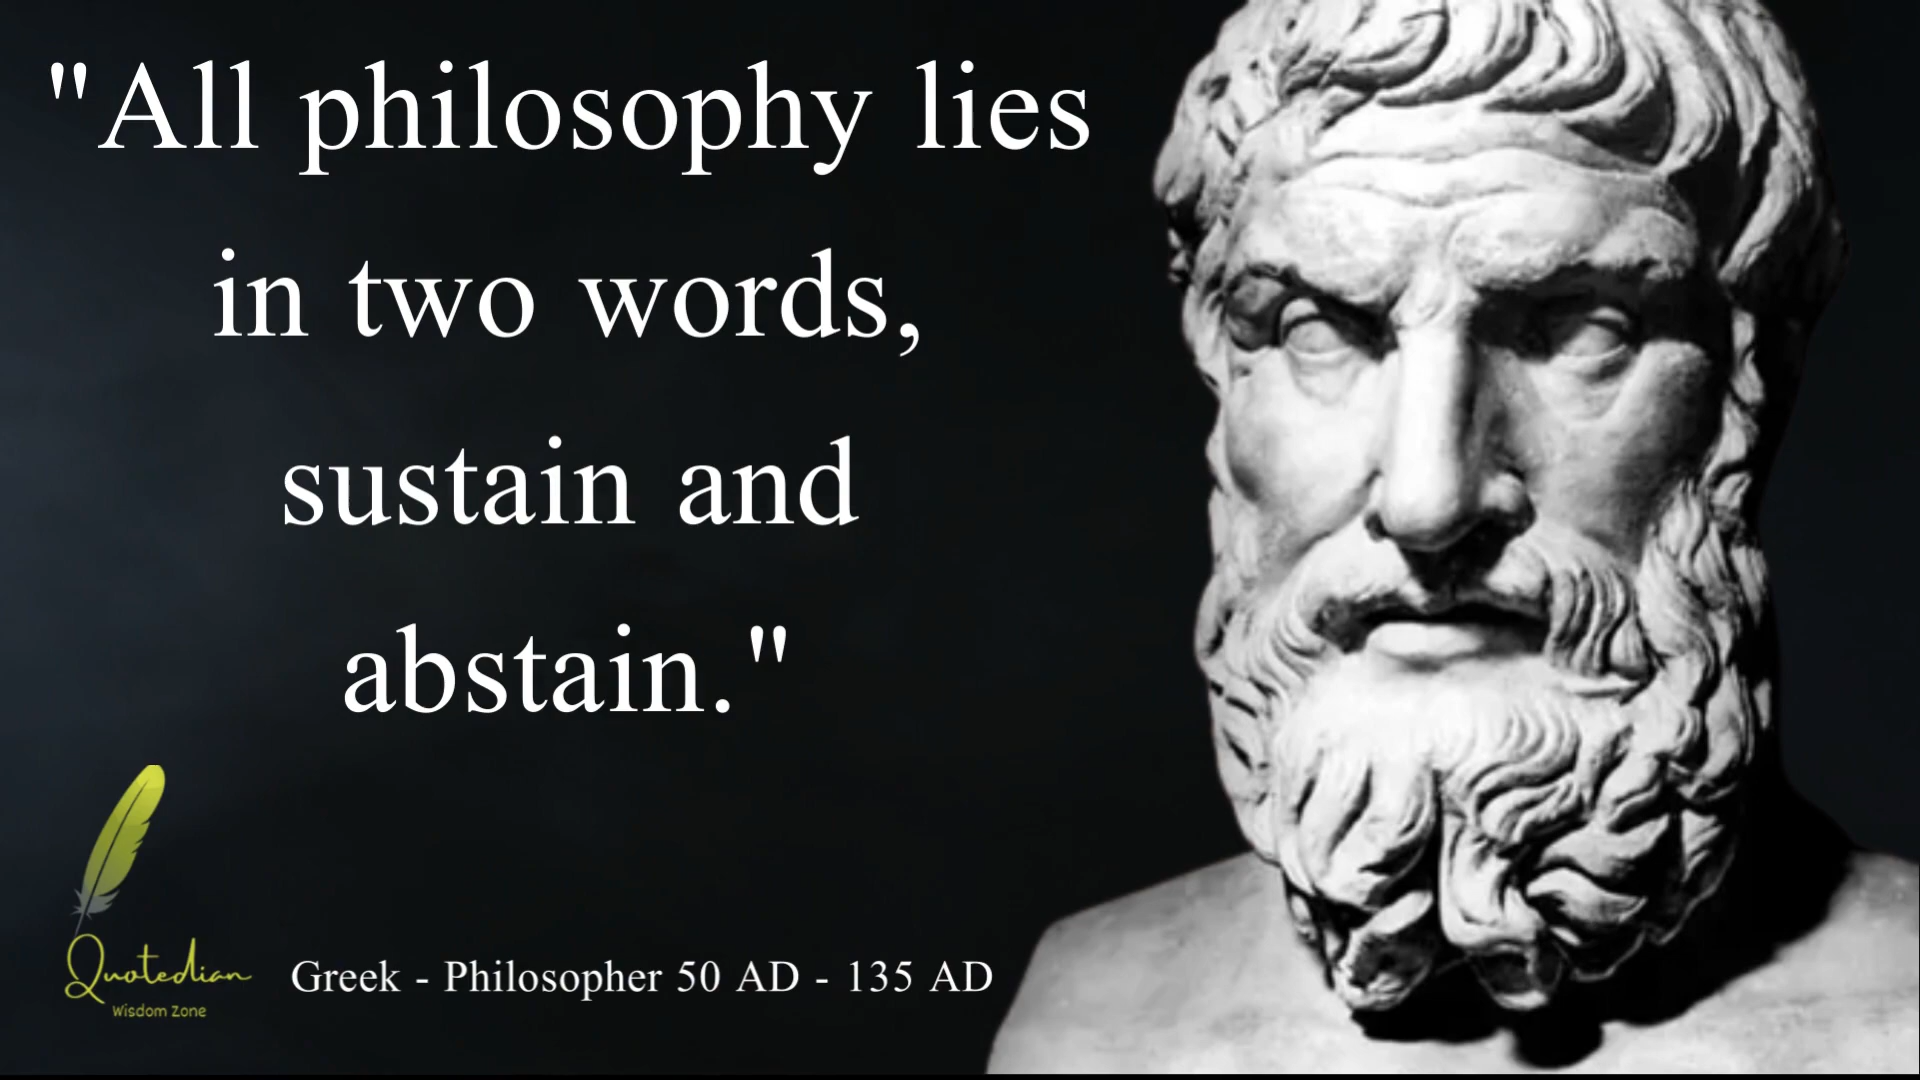 "All philosophy lies
in two words,
sustain and
abstain."
Quotedian
Wisdom Zone
Greek - Philosopher 50 AD - 135 AD